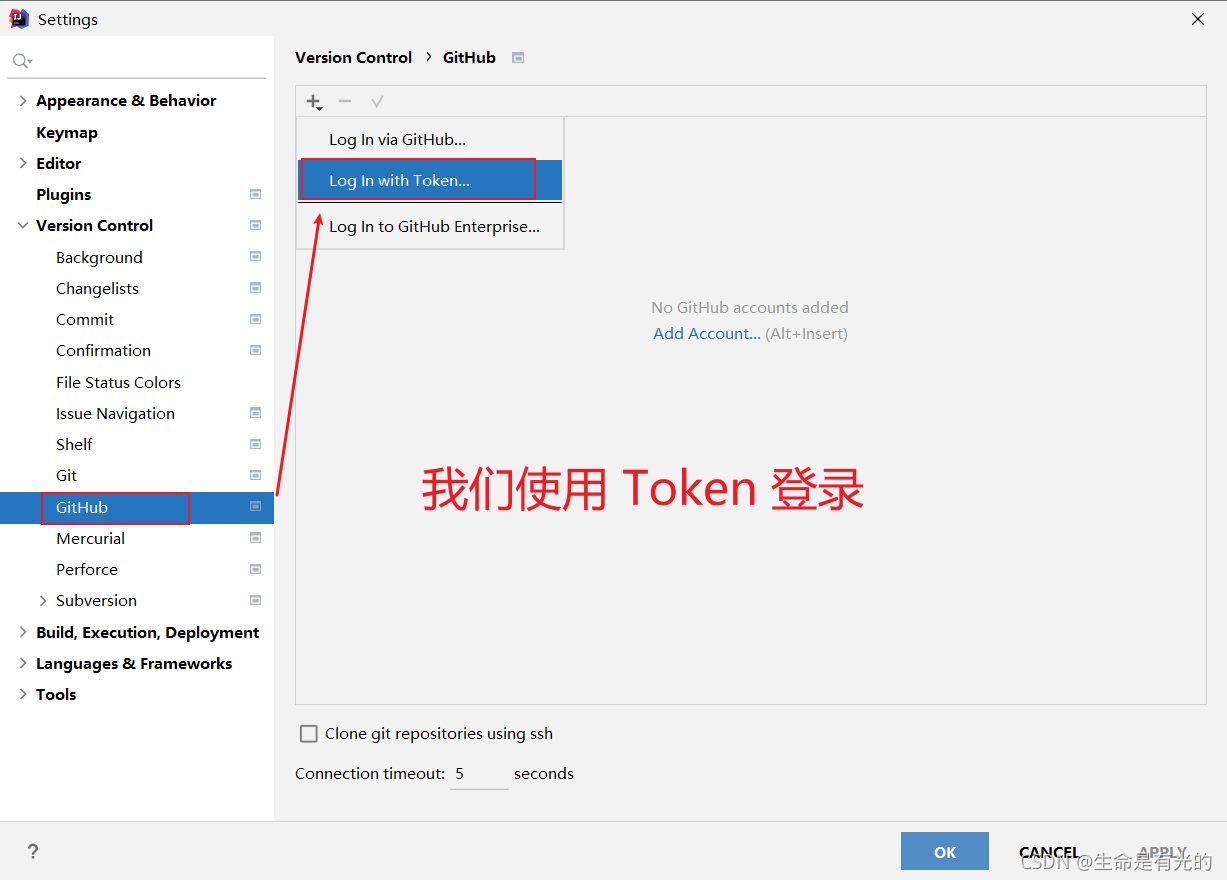 Settings
Version Control › GitHub
Appearance & Behavior
Keymap
Editor
Plugins
Version Control
Background
Changelists
Commit
Confirmation
File Status Colors
Issue Navigation
Shelf
Git
GitHub
Mercurial
Perforce
Subversion
Build, Execution, Deployment
Languages & Frameworks
Tools
Log In via GitHub...
Log In with Token...
Log In to GitHub Enterprise...
No GitHub accounts added
Add Account... (Alt+Insert)
我们使用 Token 登录
Clone git repositories using ssh
Connection timeout: 5 seconds
?
OK
CANCEL
APPLY
CSDN @生命是有光的